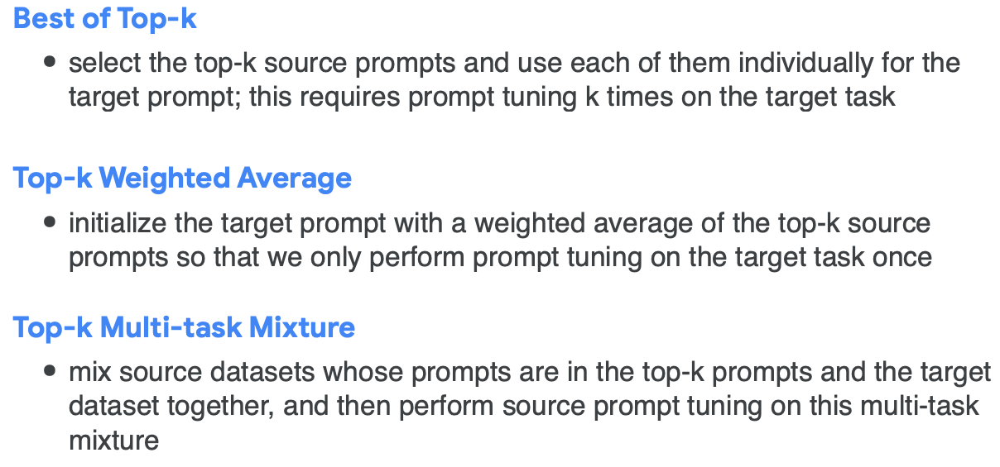 Best of Top-k
• select the top-k source prompts and use each of them individually for the
target prompt; this requires prompt tuning k times on the target task
Top-k Weighted Average
• initialize the target prompt with a weighted average of the top-k source
prompts so that we only perform prompt tuning on the target task once
Top-k Multi-task Mixture
• mix source datasets whose prompts are in the top-k prompts and the target
dataset together, and then perform source prompt tuning on this multi-task
mixture